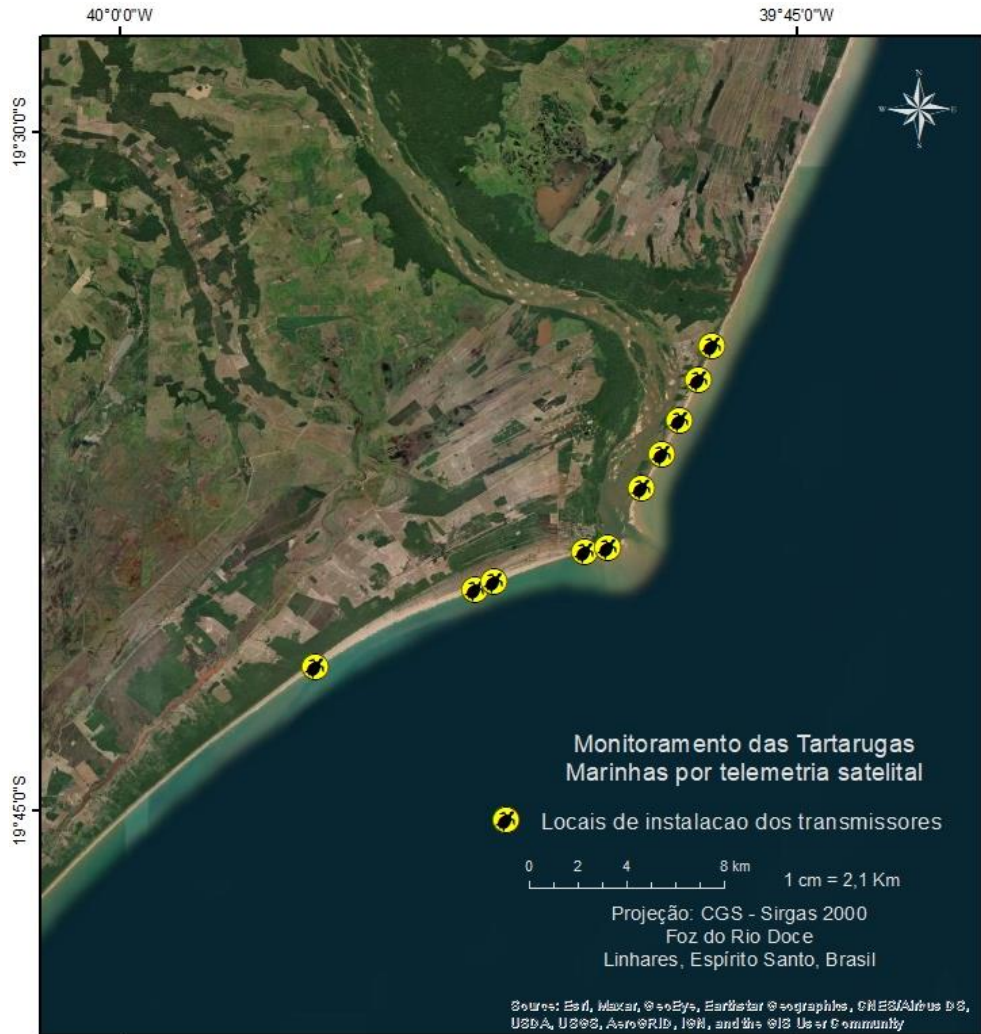 40°0'0"W
39°45'0"W
19°30'0"S
19°45'0"S
N
W
E
S
Monitoramento das Tartarugas
Marinhas por telemetria satelital
Locais de instalacao dos transmissores
0 2 4 8 km
1 cm = 2,1 Km
Projeção: CGS - Sirgas 2000
Foz do Rio Doce
Linhares, Espírito Santo, Brasil
Source: Esri, Maxar, GeoEye, Earthstar Geographics, CNES/Airbus DS,
USDA, USGS, AeroGRID, IGN, and the GIS User Community